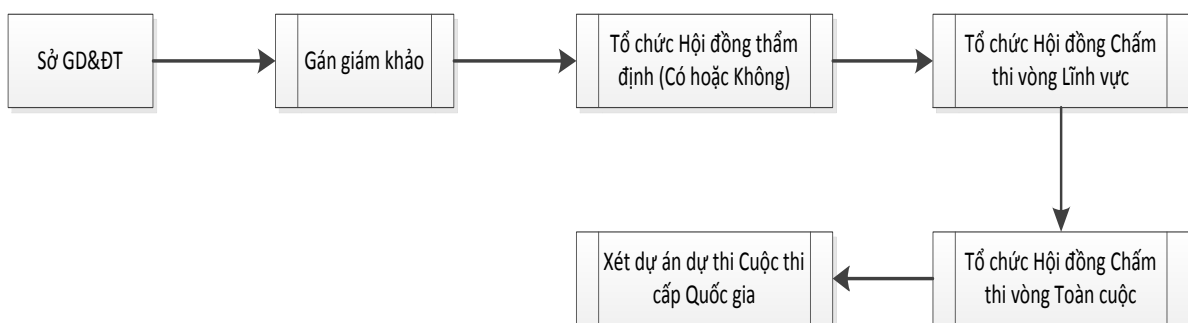 Sở GD&ĐT
Gán giám khảo
Tổ chức Hội đồng thẩm
định (Có hoặc Không)
Tổ chức Hội đồng Chấm
thi vòng Lĩnh vực
Tổ chức Hội đồng Chấm
thi vòng Toàn cuộc
Xét dự án dự thi Cuộc thi
cấp Quốc gia